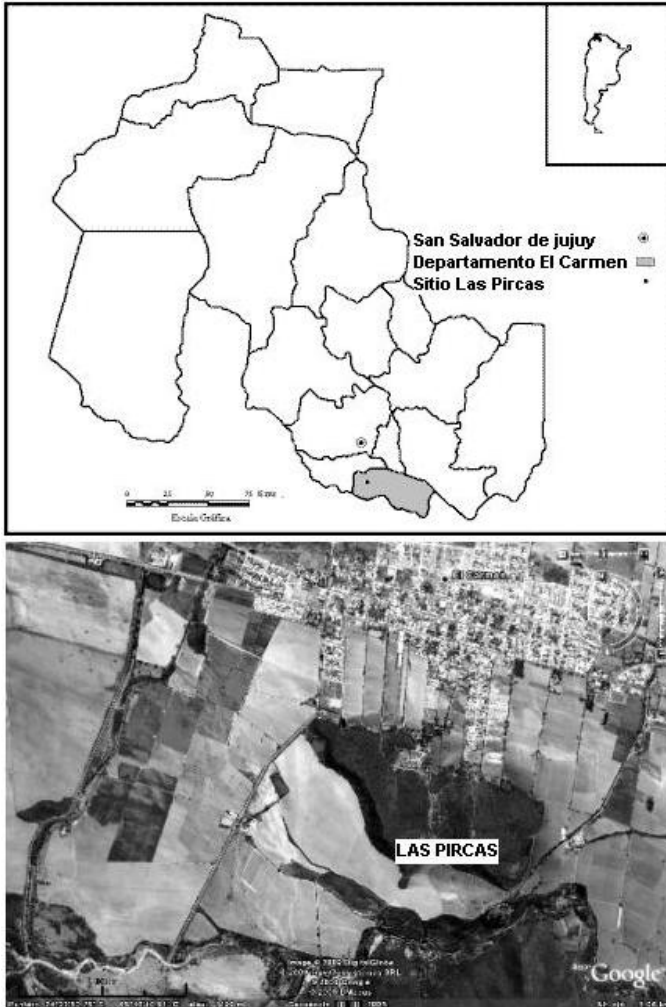 San Salvador de jujuy
Departamento El Carmen
Sitio Las Pircas
0 25 50 75 Kms.
Escala Gráfica
El Carmen
LAS PIRCAS
Google